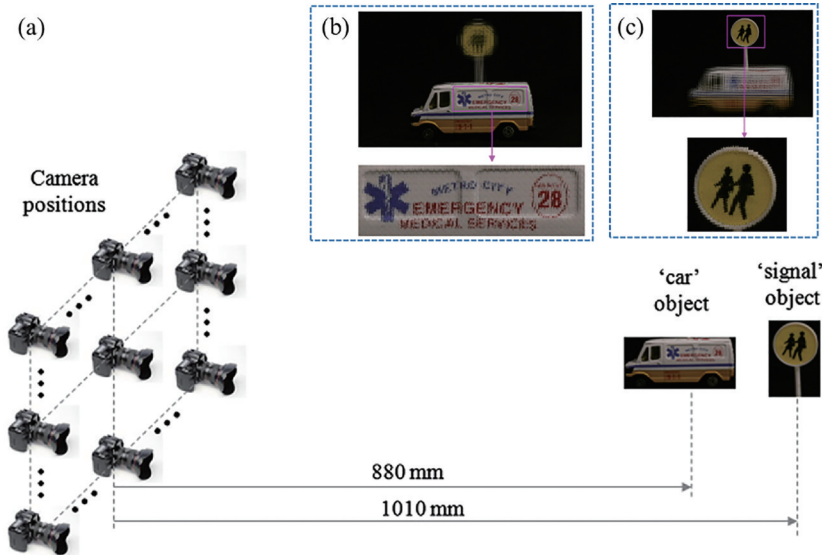 (a)
(b)
(c)
METRO CITY
EMERGENCY
MEDICAL SERVICES
28
Camera
positions
‘car’
object
‘signal’
object
880 mm
1010 mm